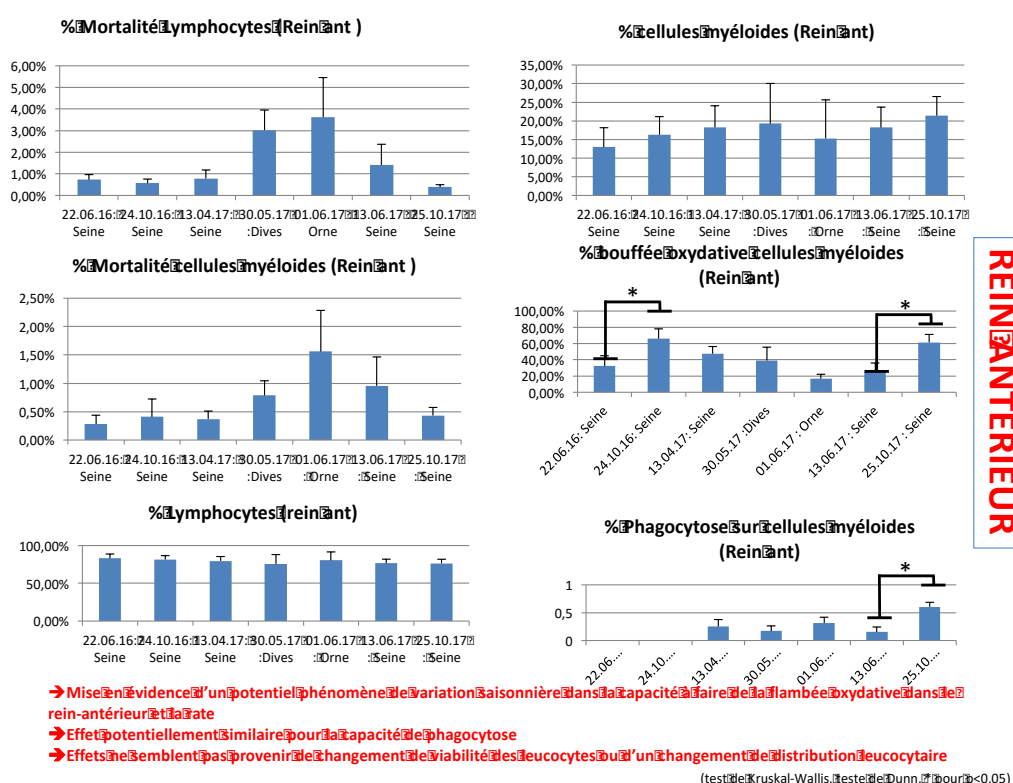 % Mortalité Lymphocytes (Rein ant )
6,00%
5,00%
4,00%
3,00%
2,00%
1,00%
0,00%
22.06.16: Seine
24.10.16: Seine
13.04.17: Seine
30.05.17 :Dives
01.06.17 Orne
13.06.17 Seine
25.10.17 Seine
% cellules myéloides (Rein ant)
35,00%
30,00%
25,00%
20,00%
15,00%
10,00%
5,00%
0,00%
22.06.16: Seine
24.10.16: Seine
13.04.17: Seine
30.05.17 :Dives
01.06.17 : Orne
13.06.17 : Seine
25.10.17 : Seine
% Mortalité cellules myéloides (Rein ant )
2,50%
2,00%
1,50%
1,00%
0,50%
0,00%
22.06.16: Seine
24.10.16: Seine
13.04.17: Seine
30.05.17 :Dives
01.06.17 :Orne
13.06.17 : Seine
25.10.17 : Seine
% bouffée oxydative cellules myéloides
(Rein ant)
*
*
100,00%
80,00%
60,00%
40,00%
20,00%
0,00%
22.06.16: Seine
24.10.16: Seine
13.04.17: Seine
30.05.17 :Dives
01.06.17 : Orne
13.06.17 : Seine
25.10.17 : Seine
REIN ANTERIEUR
% Lymphocytes (rein ant)
100,00%
50,00%
0,00%
22.06.16: Seine
24.10.16: Seine
13.04.17: Seine
30.05.17 :Dives
01.06.17 : Orne
13.06.17 : Seine
25.10.17 : Seine
% Phagocytose sur cellules myéloides
(Rein ant)
*
1
0,5
0
22.06....
24.10....
13.04....
30.05....
01.06....
13.06....
25.10....
➔Mise en évidence d’un potentiel phénomène de variation saisonnière dans la capacité à faire de la flambée oxydative dans le
rein-antérieur et la rate
➔Effet potentiellement similaire pour la capacité de phagocytose
➔Effets ne semblent pas provenir de changement de viabilité des leucocytes ou d’un changement de distribution leucocytaire
(test de Kruskal-Wallis. teste de Dunn. * pour p<0.05)